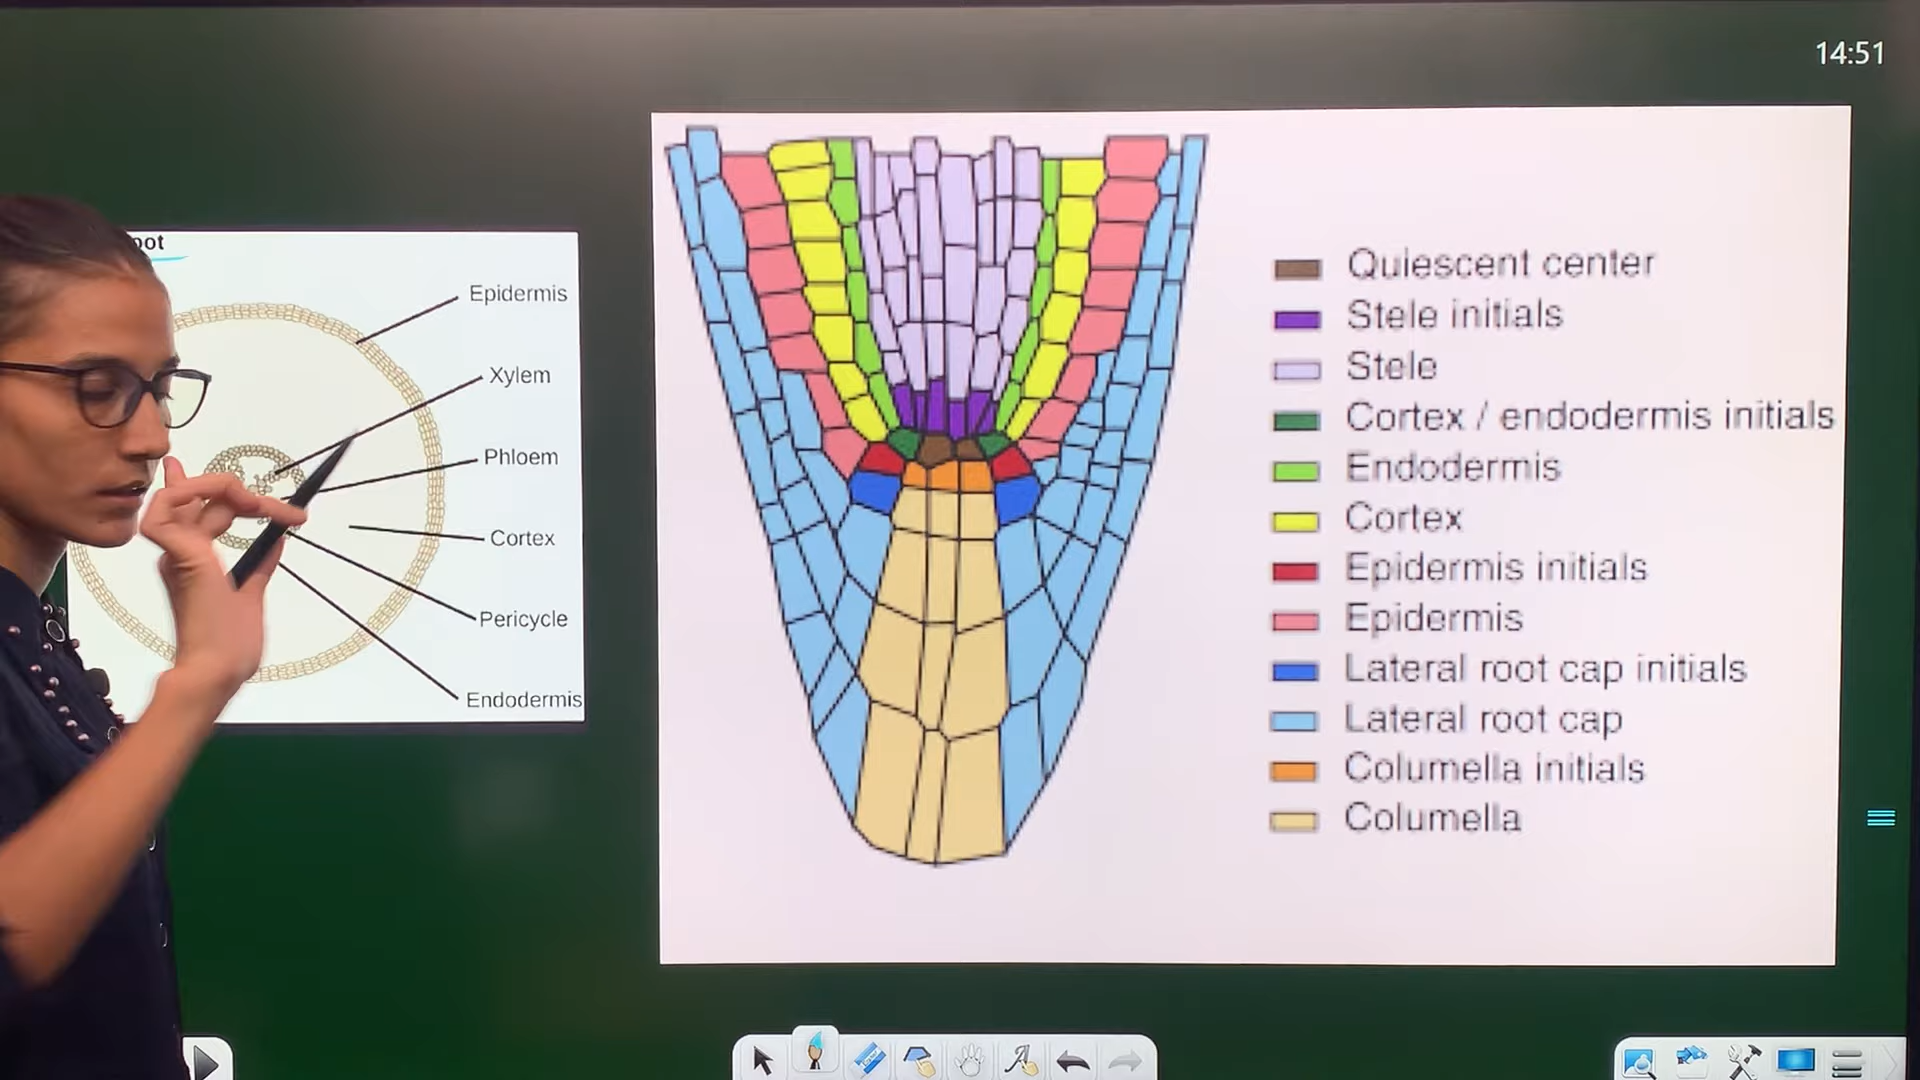 14:51
oot
Epidermis
Xylem
Phloem
Cortex
Pericycle
Endodermis
Quiescent center
Stele initials
Stele
Cortex / endodermis initials
Endodermis
Cortex
Epidermis initials
Epidermis
Lateral root cap initials
Lateral root cap
Columella initials
Columella